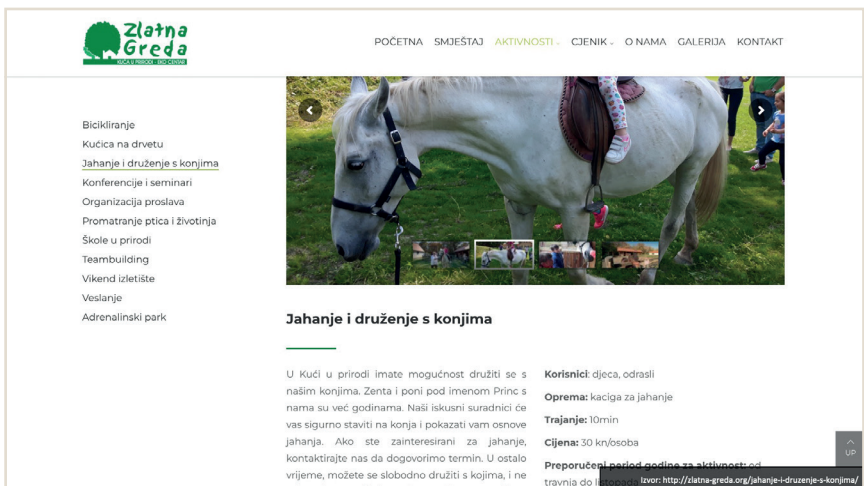 Zlatna
Greda
KUĆA U PRIRODI - EKO CENTAR
POČETNA SMJEŠTAJ AKTIVNOSTI CJENIK O NAMA GALERIJA KONTAKT
Bicikliranje
Kućica na drvetu
Jahanje i druženje s konjima
Konferencije i seminari
Organizacija proslava
Promatranje ptica i životinja
Škole u prirodi
Teambuilding
Vikend izletište
Veslanje
Adrenalinski park
Jahanje i druženje s konjima
U Kući u prirodi imate mogućnost družiti se s
našim konjima. Zenta i poni pod imenom Princ s
nama su već godinama. Naši iskusni suradnici će
vas sigurno staviti na konja i pokazati vam osnove
jahanja. Ako ste zainteresirani za jahanje,
kontaktirajte nas da dogovorimo termin. U ostalo
vrijeme, možete se slobodno družiti s kojima, i ne
Korisnici: djeca, odrasli
Oprema: kaciga za jahanje
Trajanje: 10min
Cijena: 30 kn/osoba
Preporučeni period godine za aktivnost: od
travnja do listopada
UP
Izvor: http://zlatna-greda.org/jahanje-i-druzenje-s-konjima/